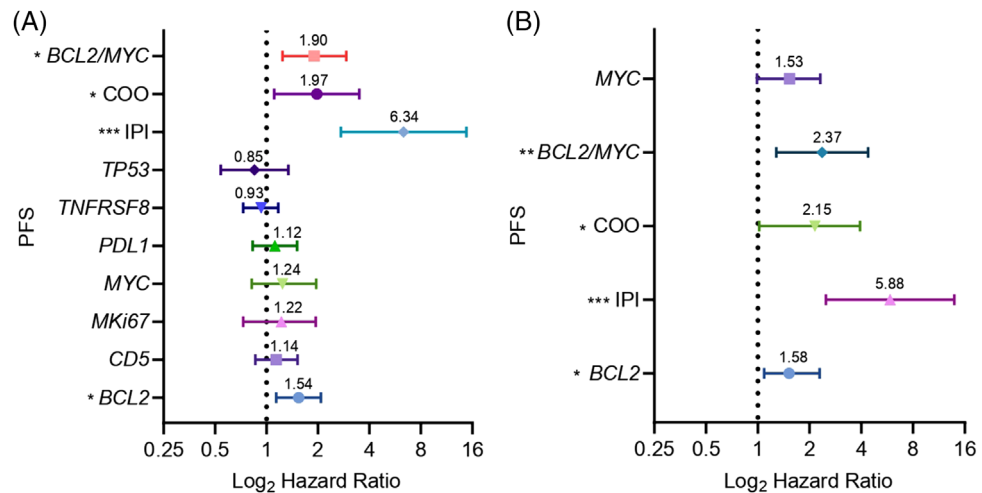 (A)
PFS
* BCL2/MYC 1.90
* COO 1.97
*** IPI 6.34
TP53 0.85
TNFRSF8 0.93
PDL1 1.12
MYC 1.24
MKi67 1.22
CD5 1.14
* BCL2 1.54
0.25 0.5 1 2 4 8 16
Log2 Hazard Ratio
(B)
PFS
MYC 1.53
** BCL2/MYC 2.37
* COO 2.15
*** IPI 5.88
* BCL2 1.58
0.25 0.5 1 2 4 8 16
Log2 Hazard Ratio